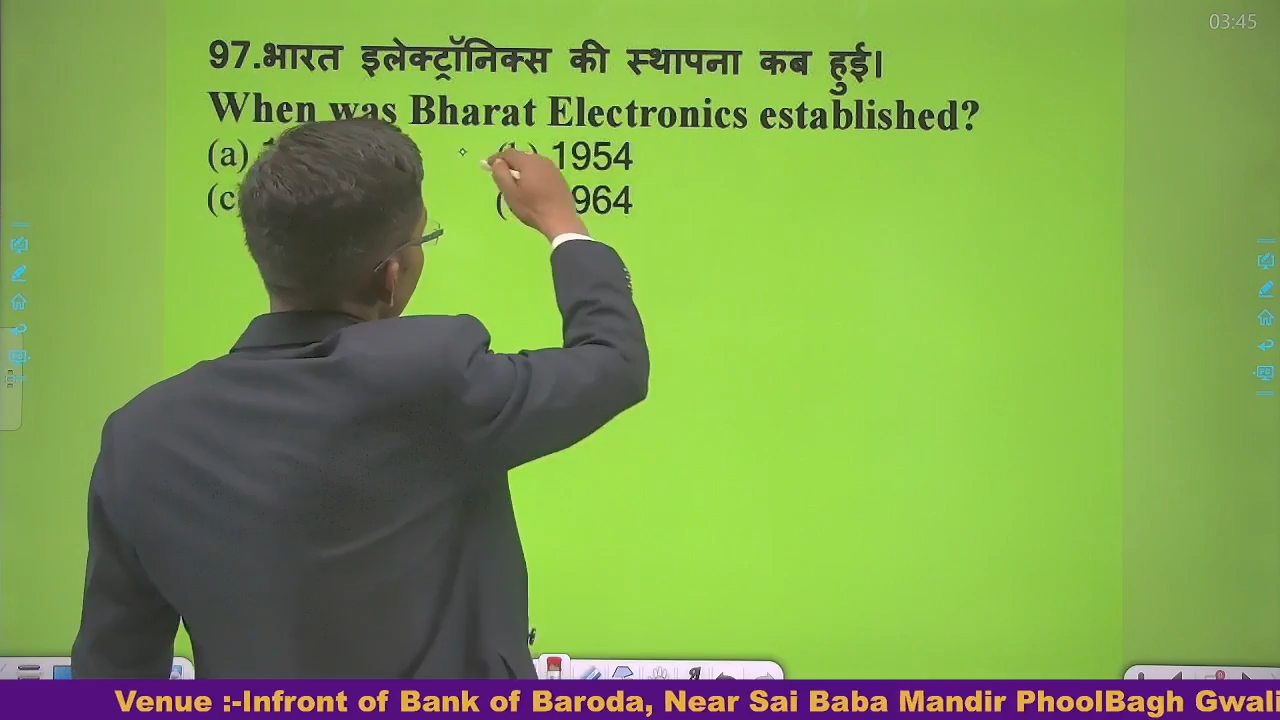 03:45
97.भारत इलेक्ट्रॉनिक्स की स्थापना कब हुई।
When was Bharat Electronics established?
(a) (b) 1954
(c) 964
Venue :-Infront of Bank of Baroda, Near Sai Baba Mandir PhoolBagh Gwali